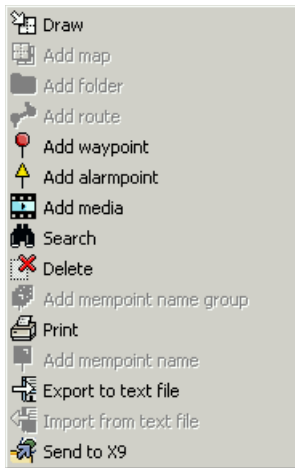 Draw
Add map
Add folder
Add route
Add waypoint
Add alarmpoint
Add media
Search
Delete
Add mempoint name group
Print
Add mempoint name
Export to text file
Import from text file
Send to X9